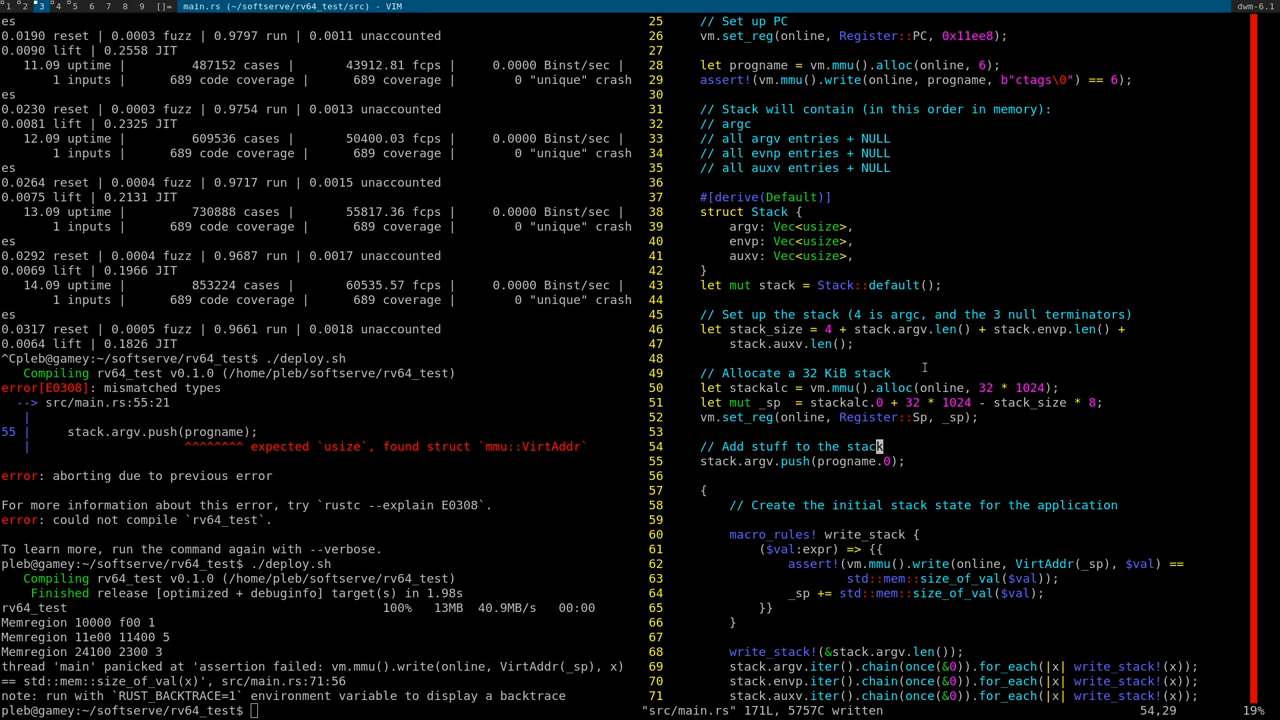 1 2 3 4 5 6 7 8 9 []= main.rs (~/softserve/rv64_test/src) - VIM dwm-6.1
es
0.0190 reset | 0.0003 fuzz | 0.9797 run | 0.0011 unaccounted
0.0090 lift | 0.2558 JIT
11.09 uptime | 487152 cases | 43912.81 fcps | 0.0000 Binst/sec |
1 inputs | 689 code coverage | 689 coverage | 0 "unique" crash
es
0.0230 reset | 0.0003 fuzz | 0.9754 run | 0.0013 unaccounted
0.0081 lift | 0.2325 JIT
12.09 uptime | 609536 cases | 50400.03 fcps | 0.0000 Binst/sec |
1 inputs | 689 code coverage | 689 coverage | 0 "unique" crash
es
0.0264 reset | 0.0004 fuzz | 0.9717 run | 0.0015 unaccounted
0.0075 lift | 0.2131 JIT
13.09 uptime | 730888 cases | 55817.36 fcps | 0.0000 Binst/sec |
1 inputs | 689 code coverage | 689 coverage | 0 "unique" crash
es
0.0292 reset | 0.0004 fuzz | 0.9687 run | 0.0017 unaccounted
0.0069 lift | 0.1966 JIT
14.09 uptime | 853224 cases | 60535.57 fcps | 0.0000 Binst/sec |
1 inputs | 689 code coverage | 689 coverage | 0 "unique" crash
es
0.0317 reset | 0.0005 fuzz | 0.9661 run | 0.0018 unaccounted
0.0064 lift | 0.1826 JIT
^Cpleb@gamey:~/softserve/rv64_test$ ./deploy.sh
Compiling rv64_test v0.1.0 (/home/pleb/softserve/rv64_test)
error[E0308]: mismatched types
--> src/main.rs:55:21
|
55 | stack.argv.push(progname);
| ^^^^^^^^ expected `usize`, found struct `mmu::VirtAddr`
error: aborting due to previous error
For more information about this error, try `rustc --explain E0308`.
error: could not compile `rv64_test`.
To learn more, run the command again with --verbose.
pleb@gamey:~/softserve/rv64_test$ ./deploy.sh
Compiling rv64_test v0.1.0 (/home/pleb/softserve/rv64_test)
Finished release [optimized + debuginfo] target(s) in 1.98s
rv64_test 100% 13MB 40.9MB/s 00:00
Memregion 10000 f00 1
Memregion 11e00 11400 5
Memregion 24100 2300 3
thread 'main' panicked at 'assertion failed: vm.mmu().write(online, VirtAddr(_sp), x)
== std::mem::size_of_val(x)', src/main.rs:71:56
note: run with `RUST_BACKTRACE=1` environment variable to display a backtrace
pleb@gamey:~/softserve/rv64_test$
25 // Set up PC
26 vm.set_reg(online, Register::PC, 0x11ee8);
27
28 let progname = vm.mmu().alloc(online, 6);
29 assert!(vm.mmu().write(online, progname, b"ctags\0") == 6);
30
31 // Stack will contain (in this order in memory):
32 // argc
33 // all argv entries + NULL
34 // all evnp entries + NULL
35 // all auxv entries + NULL
36
37 #[derive(Default)]
38 struct Stack {
39 argv: Vec<usize>,
40 envp: Vec<usize>,
41 auxv: Vec<usize>,
42 }
43 let mut stack = Stack::default();
44
45 // Set up the stack (4 is argc, and the 3 null terminators)
46 let stack_size = 4 + stack.argv.len() + stack.envp.len() +
47 stack.auxv.len();
48
49 // Allocate a 32 KiB stack
50 let stackalc = vm.mmu().alloc(online, 32 * 1024);
51 let mut _sp = stackalc.0 + 32 * 1024 - stack_size * 8;
52 vm.set_reg(online, Register::Sp, _sp);
53
54 // Add stuff to the stack
55 stack.argv.push(progname.0);
56
57 {
58 // Create the initial stack state for the application
59
60 macro_rules! write_stack {
61 ($val:expr) => {{
62 assert!(vm.mmu().write(online, VirtAddr(_sp), $val) ==
63 std::mem::size_of_val($val));
64 _sp += std::mem::size_of_val($val);
65 }}
66 }
67
68 write_stack!(&stack.argv.len());
69 stack.argv.iter().chain(once(&0)).for_each(|x| write_stack!(x));
70 stack.envp.iter().chain(once(&0)).for_each(|x| write_stack!(x));
71 stack.auxv.iter().chain(once(&0)).for_each(|x| write_stack!(x));
"src/main.rs" 171L, 5757C written 54,29 19%